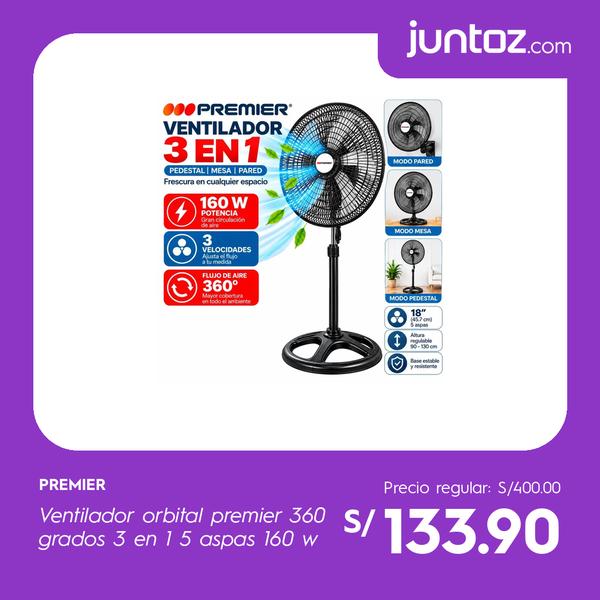 juntoz.com
PREMIER
VENTILADOR
3 EN 1
PEDESTAL | MESA | PARED
Frescura en cualquier espacio
160 W
POTENCIA
Gran circulación
de aire
3
VELOCIDADES
Ajusta el flujo
a tu medida
FLUJO DE AIRE
360°
Mayor cobertura
en todo el ambiente
MODO PARED
MODO MESA
MODO PEDESTAL
18"
(45.7 cm)
5 aspas
Altura
regulable
90 - 130 cm
Base estable
y resistente
PREMIER
Ventilador orbital premier 360
grados 3 en 1 5 aspas 160 w
Precio regular: S/400.00
S/133.90